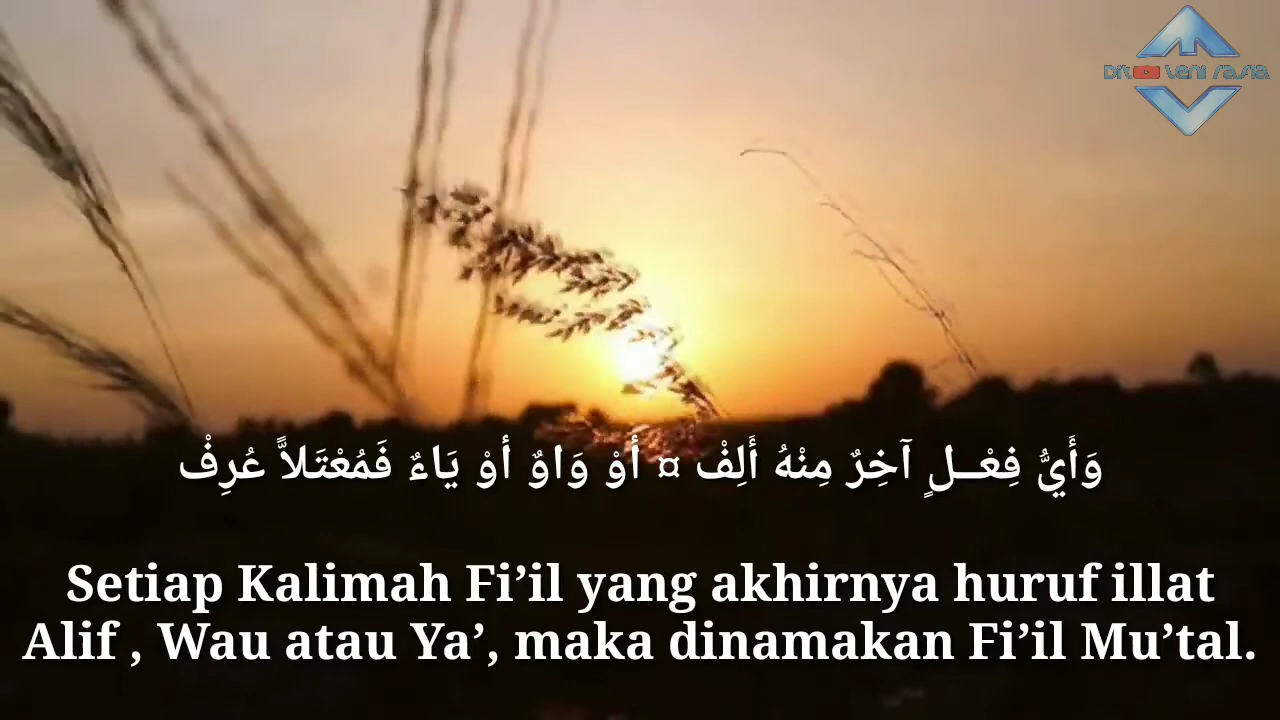 وَأَيُّ فِعْــلٍ آخِرٌ مِنْهُ أَلِفْ ¤ أوْ وَاوٌ أوْ يَاءٌ فَمُعْتَلاًّ عُرِفْ
Setiap Kalimah Fi’il yang akhirnya huruf illat
Alif , Wau atau Ya’, maka dinamakan Fi’il Mu’tal.